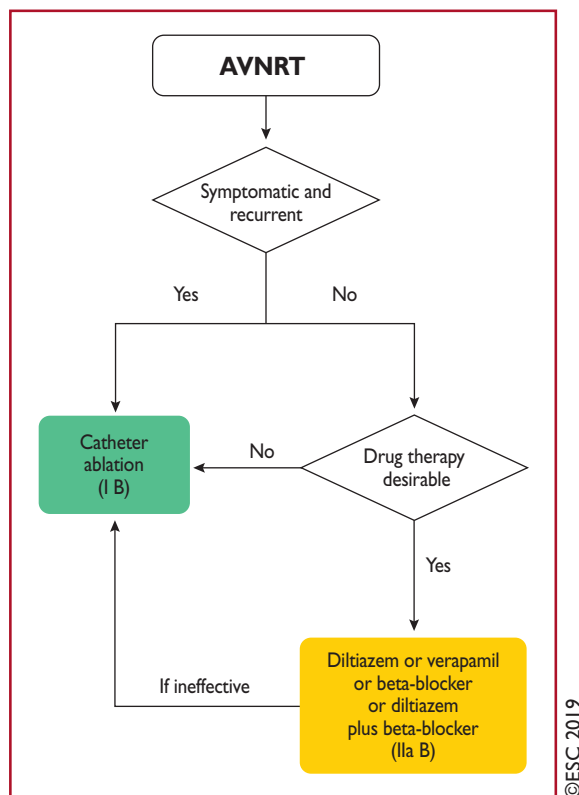 AVNRT
Symptomatic and
recurrent
Yes
No
Catheter
ablation
(I B)
No
Drug therapy
desirable
Yes
If ineffective
Diltiazem or verapamil
or beta-blocker
or diltiazem
plus beta-blocker
(IIa B)
©ESC 2019